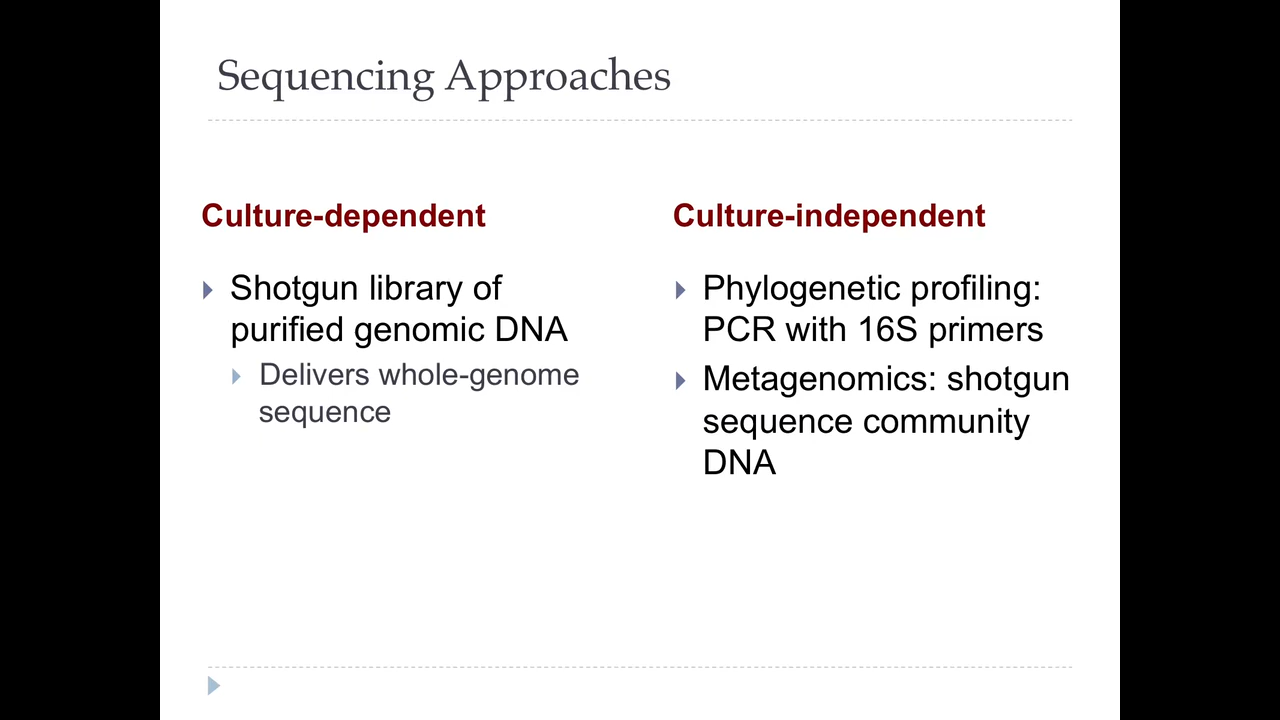 Sequencing Approaches
Culture-dependent
Shotgun library of
purified genomic DNA
Delivers whole-genome
sequence
Culture-independent
Phylogenetic profiling:
PCR with 16S primers
Metagenomics: shotgun
sequence community
DNA